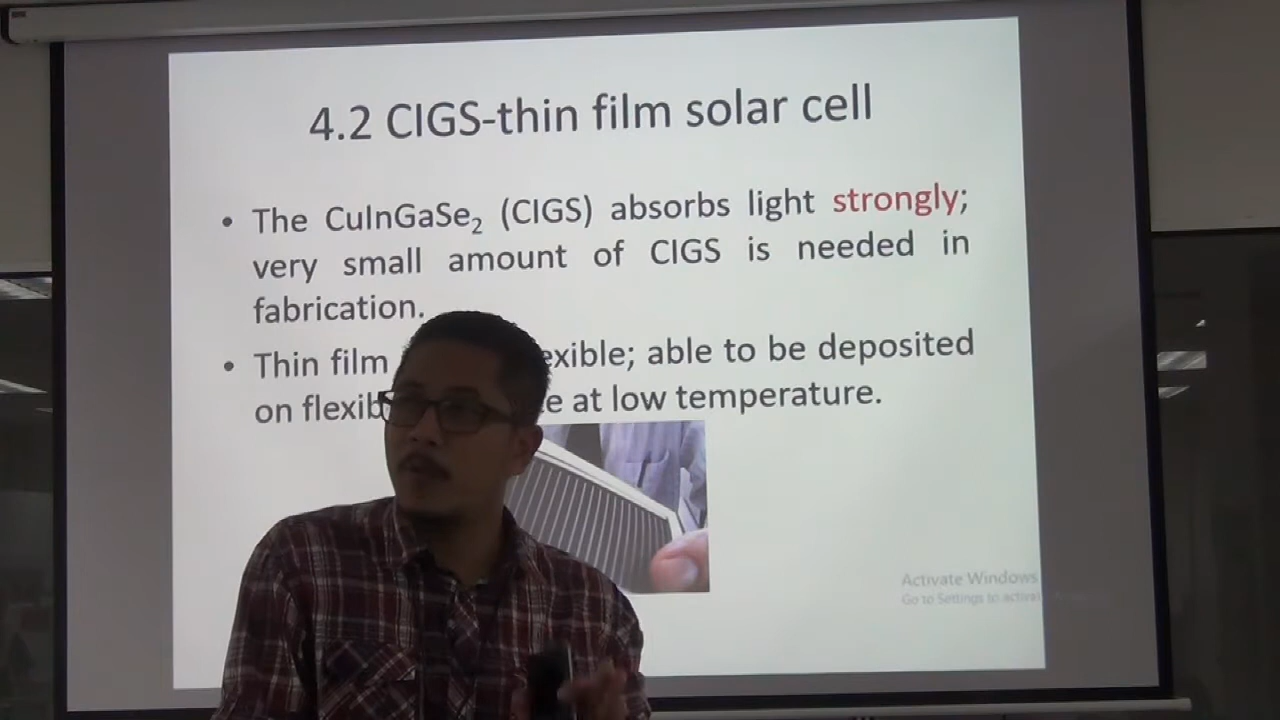 4.2 CIGS-thin film solar cell
• The CuInGaSe₂ (CIGS) absorbs light strongly;
very small amount of CIGS is needed in
fabrication.
• Thin film exible; able to be deposited
on flexib e at low temperature.
Activate Windows
Go to Settings to activa